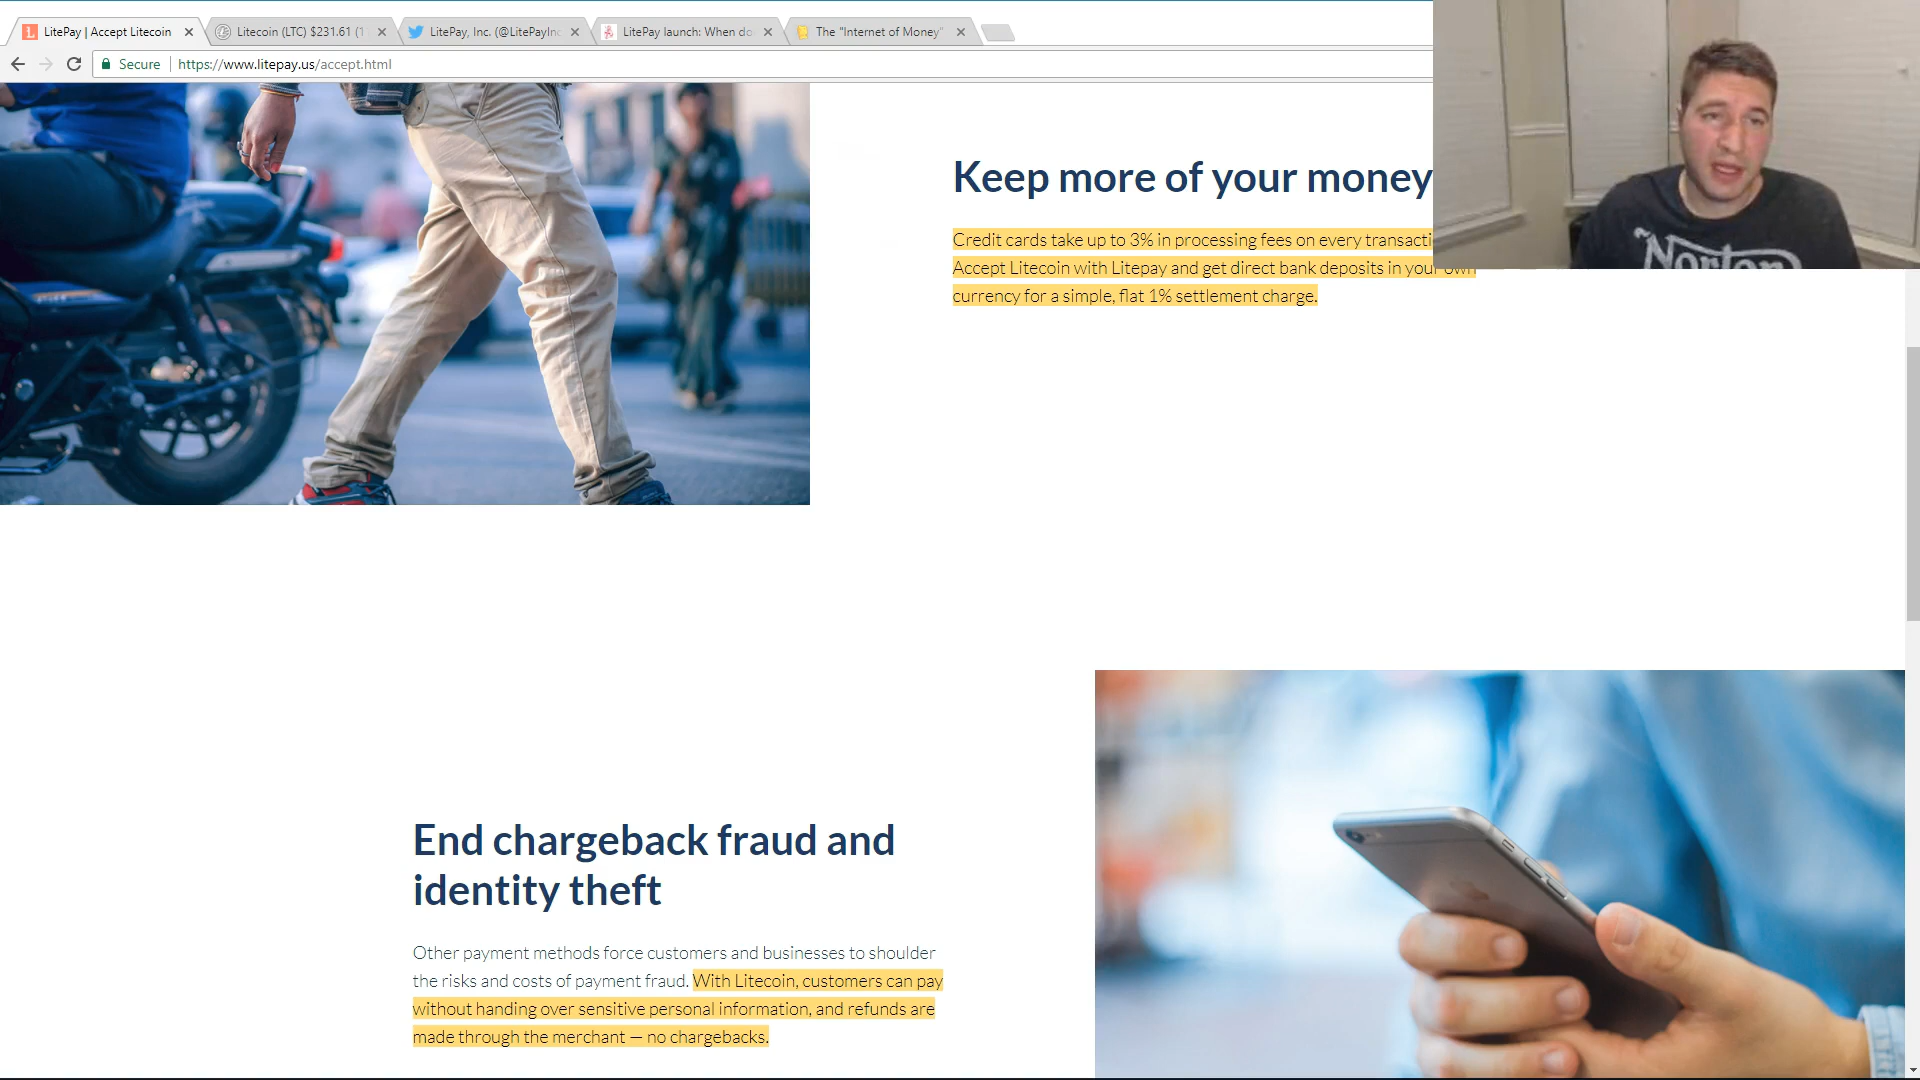 LitePay | Accept Litecoin
Litecoin (LTC) $231.61 (1
LitePay, Inc. (@LitePayInc
LitePay launch: When do
The "Internet of Money"
Secure
https://www.litepay.us/accept.html
Keep more of your money
Credit cards take up to 3% in processing fees on every transacti
Accept Litecoin with Litepay and get direct bank deposits in your own
currency for a simple, flat 1% settlement charge.
Norton
End chargeback fraud and
identity theft
Other payment methods force customers and businesses to shoulder
the risks and costs of payment fraud. With Litecoin, customers can pay
without handing over sensitive personal information, and refunds are
made through the merchant — no chargebacks.